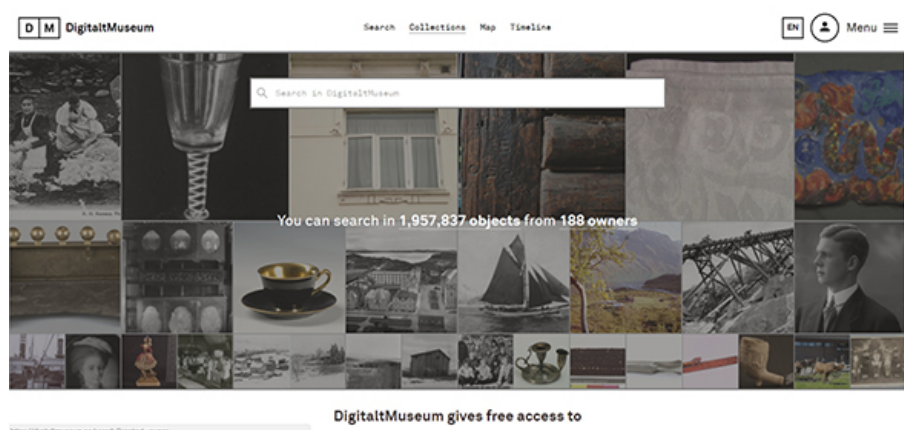 D M DigitaltMuseum
Search Collections Map Timeline
EN Menu
Search in DigitaltMuseum
You can search in 1,957,837 objects from 188 owners
DigitaltMuseum gives free access to